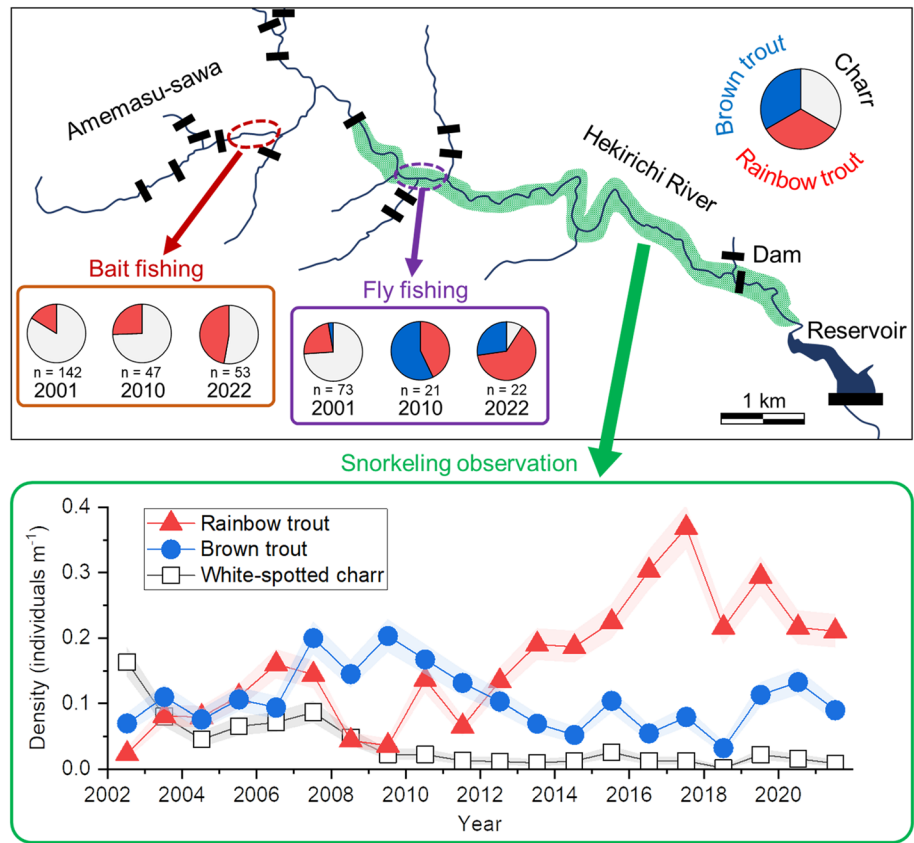 Amemasu-sawa
Brown trout
Charr
Rainbow trout
Hekirichi River
Dam
Reservoir
Bait fishing
n = 142
2001
n = 47
2010
n = 53
2022
Fly fishing
n = 73
2001
n = 21
2010
n = 22
2022
1 km
Snorkeling observation
Density (individuals m⁻¹)
0.4
0.3
0.2
0.1
0.0
Rainbow trout
Brown trout
White-spotted charr
2002 2004 2006 2008 2010 2012 2014 2016 2018 2020
Year